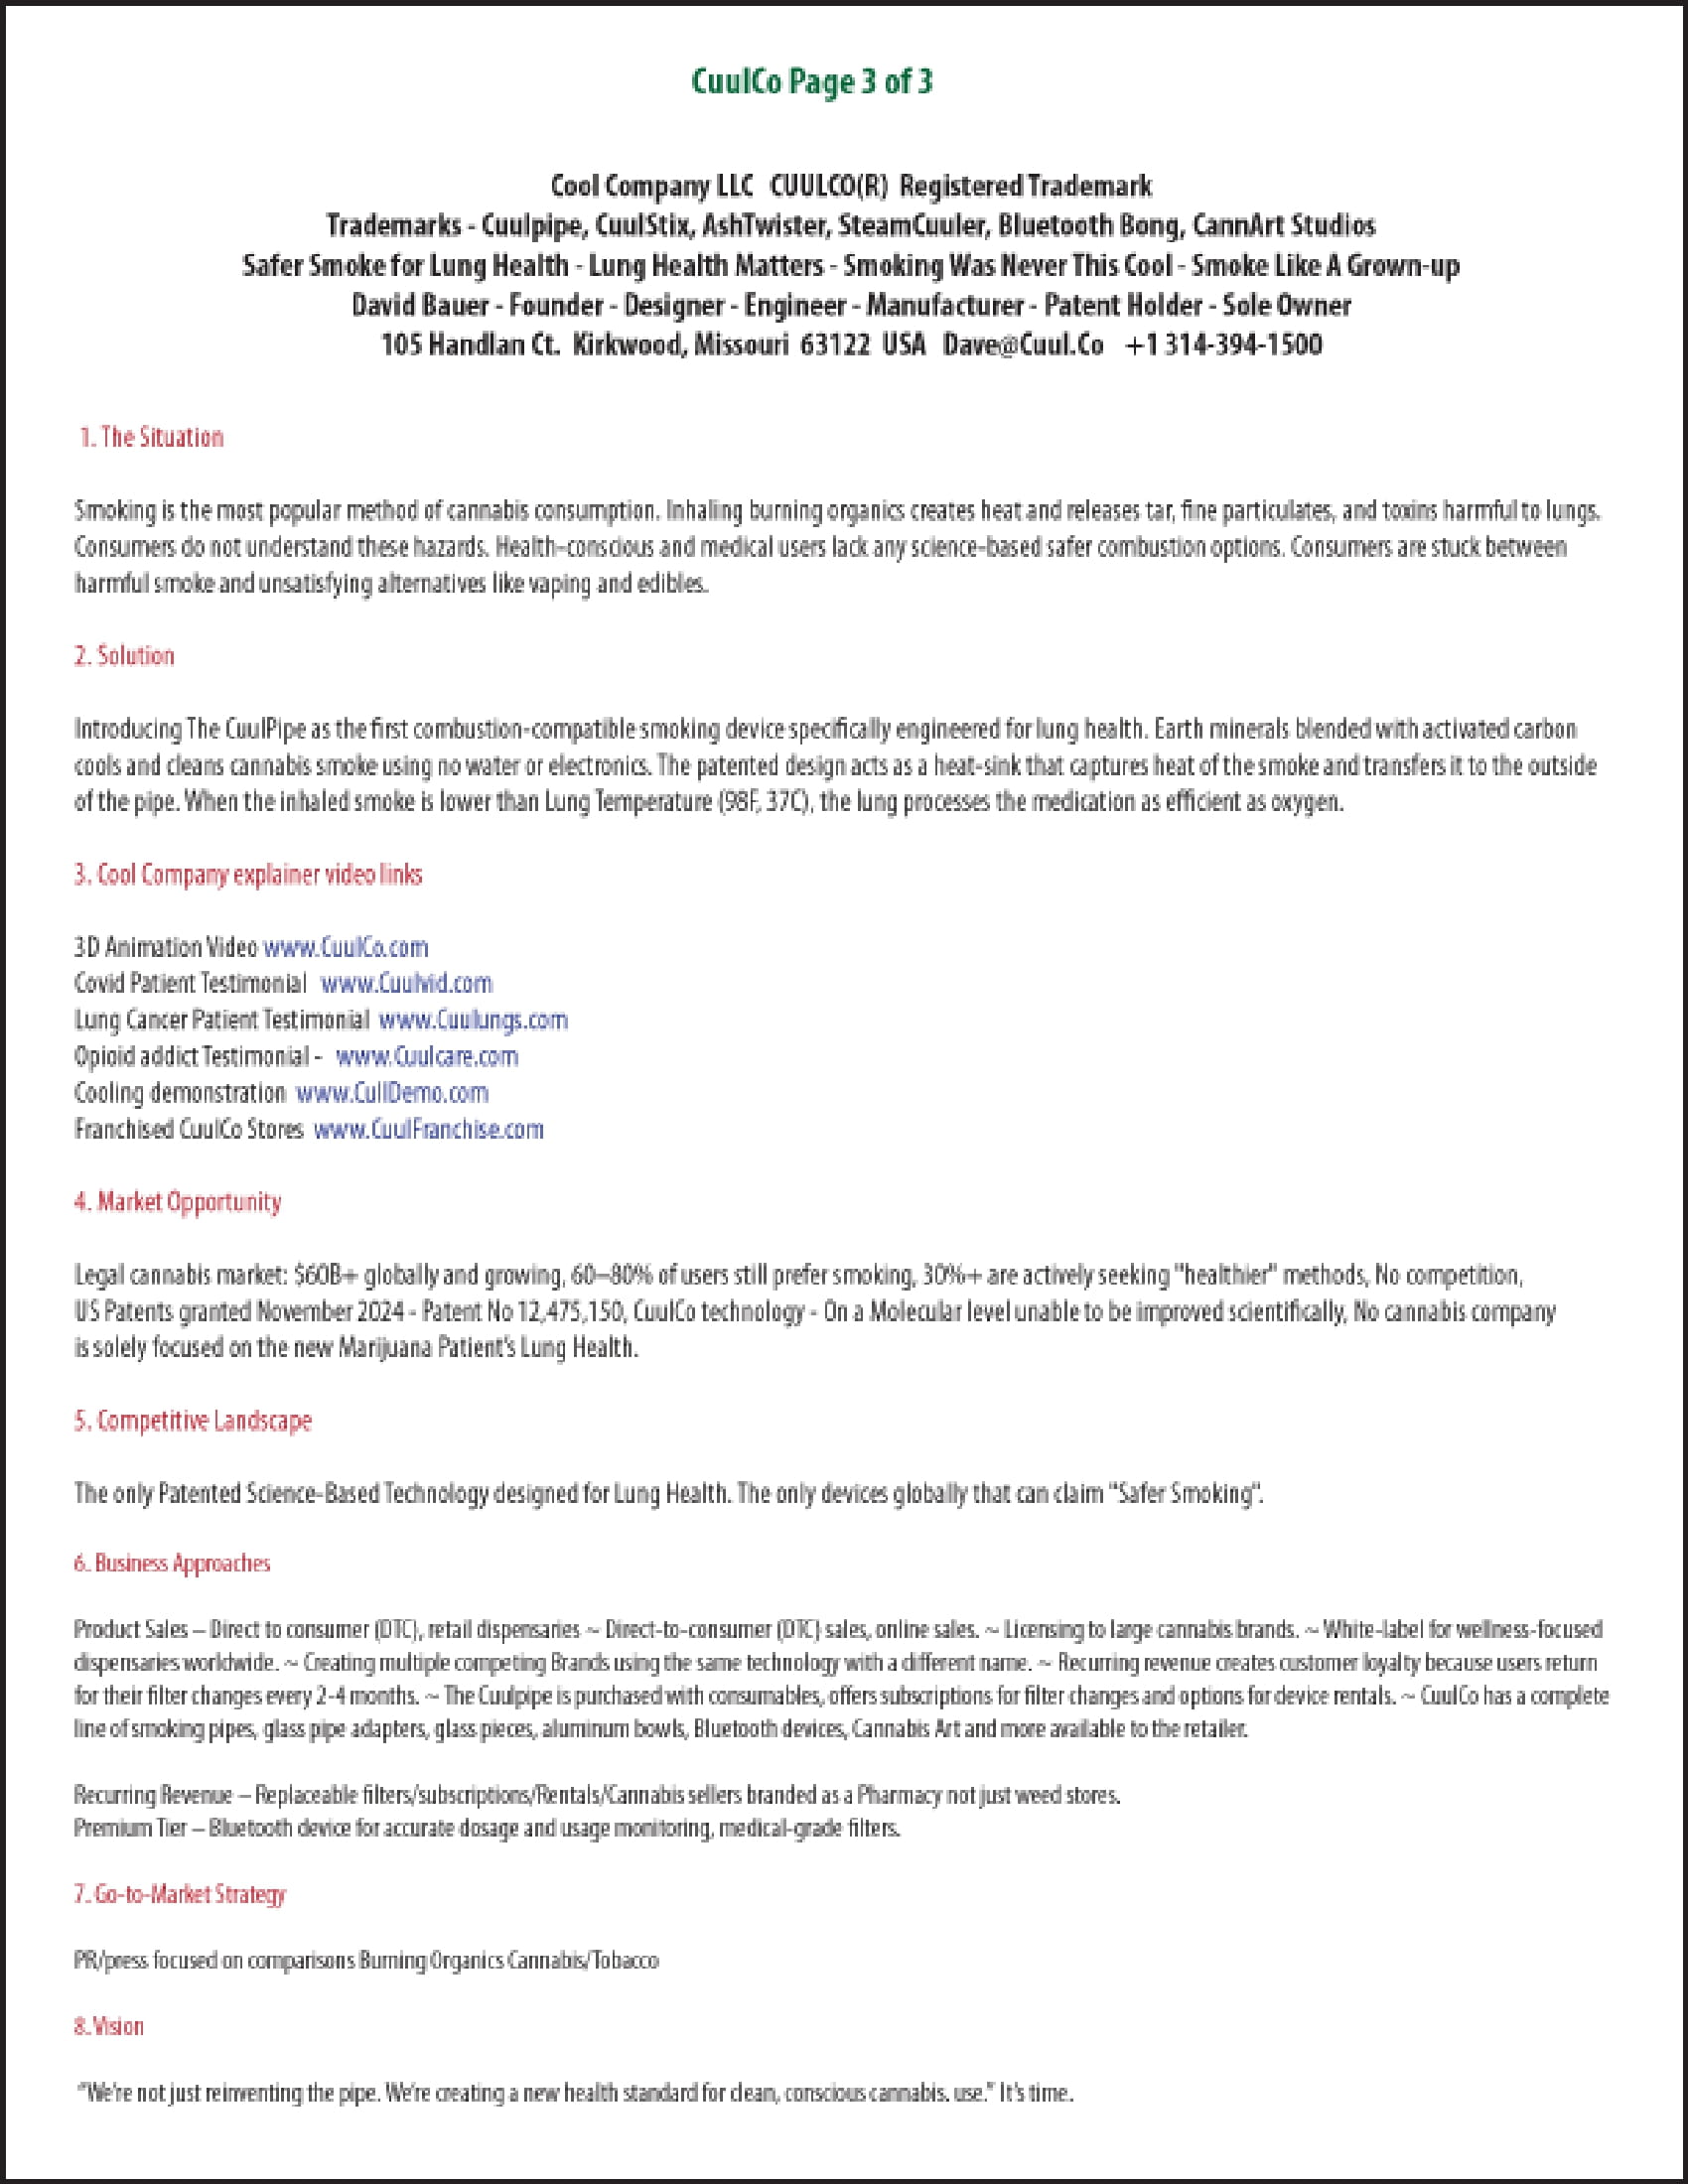 CuulCo Page 3 of 3
Cool Company LLC CUULCO(R) Registered Trademark
Trademarks - Cuulpipe, CuulStix, AshTwister, SteamCuuler, Bluetooth Bong, CannArt Studios
Safer Smoke for Lung Health - Lung Health Matters - Smoking Was Never This Cool - Smoke Like A Grown-up
David Bauer - Founder - Designer - Engineer - Manufacturer - Patent Holder - Sole Owner
105 Handlan Ct. Kirkwood, Missouri 63122 USA Dave@Cuul.Co +1 314-394-1500
1. The Situation
Smoking is the most popular method of cannabis consumption. Inhaling burning organics creates heat and releases tar, fine particulates, and toxins harmful to lungs.
Consumers do not understand these hazards. Health-conscious and medical users lack any science-based safer combustion options. Consumers are stuck between
harmful smoke and unsatisfying alternatives like vaping and edibles.
2. Solution
Introducing The CuulPipe as the first combustion-compatible smoking device specifically engineered for lung health. Earth minerals blended with activated carbon
cools and cleans cannabis smoke using no water or electronics. The patented design acts as a heat-sink that captures heat of the smoke and transfers it to the outside
of the pipe. When the inhaled smoke is lower than Lung Temperature (98F, 37C), the lung processes the medication as efficient as oxygen.
3. Cool Company explainer video links
3D Animation Video www.CuulCo.com
Covid Patient Testimonial www.Cuulvid.com
Lung Cancer Patient Testimonial www.Cuulungs.com
Opioid addict Testimonial - www.Cuulcare.com
Cooling demonstration www.CullDemo.com
Franchised CuulCo Stores www.CuulFranchise.com
4. Market Opportunity
Legal cannabis market: $60B+ globally and growing, 60–80% of users still prefer smoking, 30%+ are actively seeking "healthier" methods, No competition,
US Patents granted November 2024 - Patent No 12,475,150, CuulCo technology - On a Molecular level unable to be improved scientifically, No cannabis company
is solely focused on the new Marijuana Patient's Lung Health.
5. Competitive Landscape
The only Patented Science-Based Technology designed for Lung Health. The only devices globally that can claim "Safer Smoking".
6. Business Approaches
Product Sales – Direct to consumer (DTC), retail dispensaries ~ Direct-to-consumer (DTC) sales, online sales. ~ Licensing to large cannabis brands. ~ White-label for wellness-focused
dispensaries worldwide. ~ Creating multiple competing Brands using the same technology with a different name. ~ Recurring revenue creates customer loyalty because users return
for their filter changes every 2-4 months. ~ The Cuulpipe is purchased with consumables, offers subscriptions for filter changes and options for device rentals. ~ CuulCo has a complete
line of smoking pipes, glass pipe adapters, glass pieces, aluminum bowls, Bluetooth devices, Cannabis Art and more available to the retailer.
Recurring Revenue – Replaceable filters/subscriptions/Rentals/Cannabis sellers branded as a Pharmacy not just weed stores.
Premium Tier – Bluetooth device for accurate dosage and usage monitoring, medical-grade filters.
7. Go-to-Market Strategy
PR/press focused on comparisons Burning Organics Cannabis/Tobacco
8. Vision
"We're not just reinventing the pipe. We're creating a new health standard for clean, conscious cannabis. use." It's time.